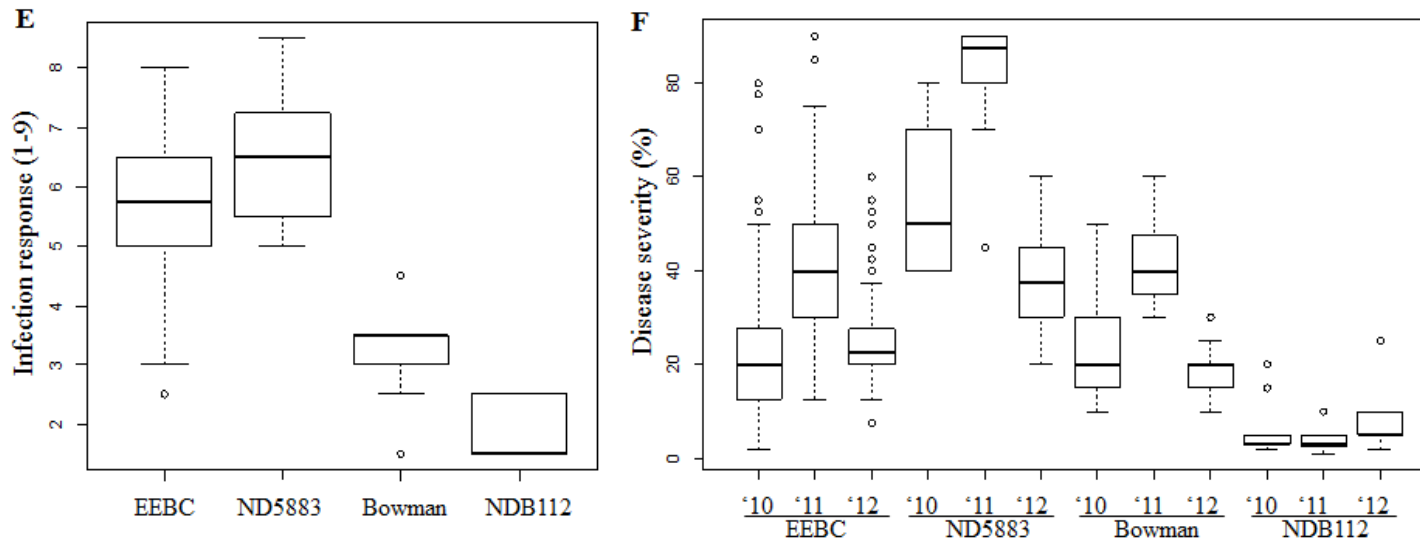 E
Infection response (1-9)
8
7
6
5
4
3
2
EEBC ND5883 Bowman NDB112
F
Disease severity (%)
80
60
40
20
0
‘10 ‘11 ‘12 ‘10 ‘11 ‘12 ‘10 ‘11 ‘12 ‘10 ‘11 ‘12
EEBC ND5883 Bowman NDB112